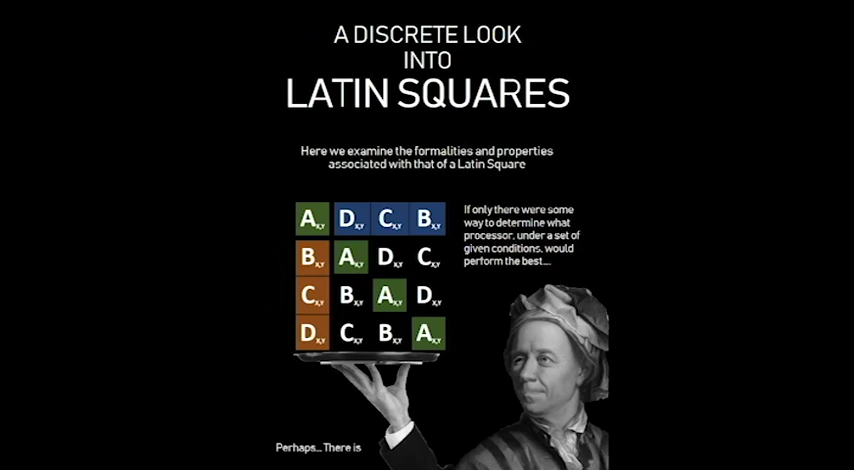 A DISCRETE LOOK
INTO
LATIN SQUARES
Here we examine the formalities and properties
associated with that of a Latin Square
A X,Y D X,Y C X,Y B X,Y
B X,Y A X,Y D X,Y C X,Y
C X,Y B X,Y A X,Y D X,Y
D X,Y C X,Y B X,Y A X,Y
If only there were some
way to determine what
processor, under a set of
given conditions, would
perform the best....
Perhaps... There is